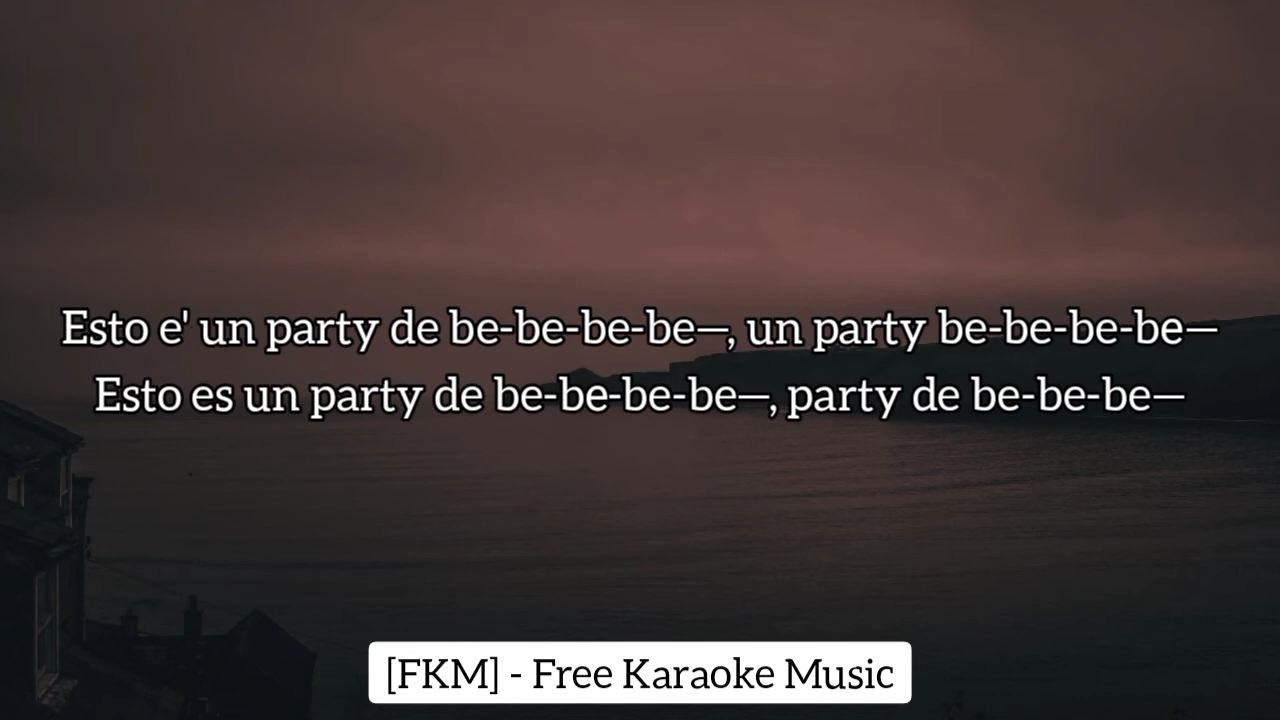 Esto e' un party de be-be-be-be—, un party be-be-be-be—
Esto es un party de be-be-be-be—, party de be-be-be—
[FKM] - Free Karaoke Music